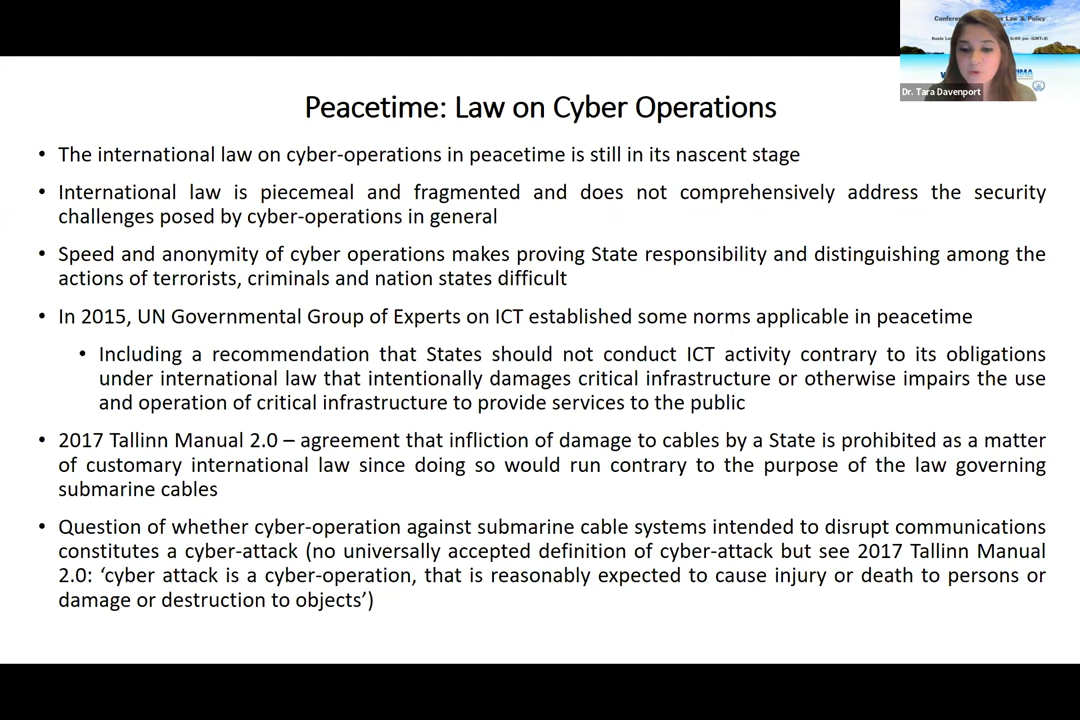 Conference
Law & Policy
Dr. Tara Davenport
Peacetime: Law on Cyber Operations
• The international law on cyber-operations in peacetime is still in its nascent stage
• International law is piecemeal and fragmented and does not comprehensively address the security
challenges posed by cyber-operations in general
• Speed and anonymity of cyber operations makes proving State responsibility and distinguishing among the
actions of terrorists, criminals and nation states difficult
• In 2015, UN Governmental Group of Experts on ICT established some norms applicable in peacetime
• Including a recommendation that States should not conduct ICT activity contrary to its obligations
under international law that intentionally damages critical infrastructure or otherwise impairs the use
and operation of critical infrastructure to provide services to the public
• 2017 Tallinn Manual 2.0 – agreement that infliction of damage to cables by a State is prohibited as a matter
of customary international law since doing so would run contrary to the purpose of the law governing
submarine cables
• Question of whether cyber-operation against submarine cable systems intended to disrupt communications
constitutes a cyber-attack (no universally accepted definition of cyber-attack but see 2017 Tallinn Manual
2.0: ‘cyber attack is a cyber-operation, that is reasonably expected to cause injury or death to persons or
damage or destruction to objects’)